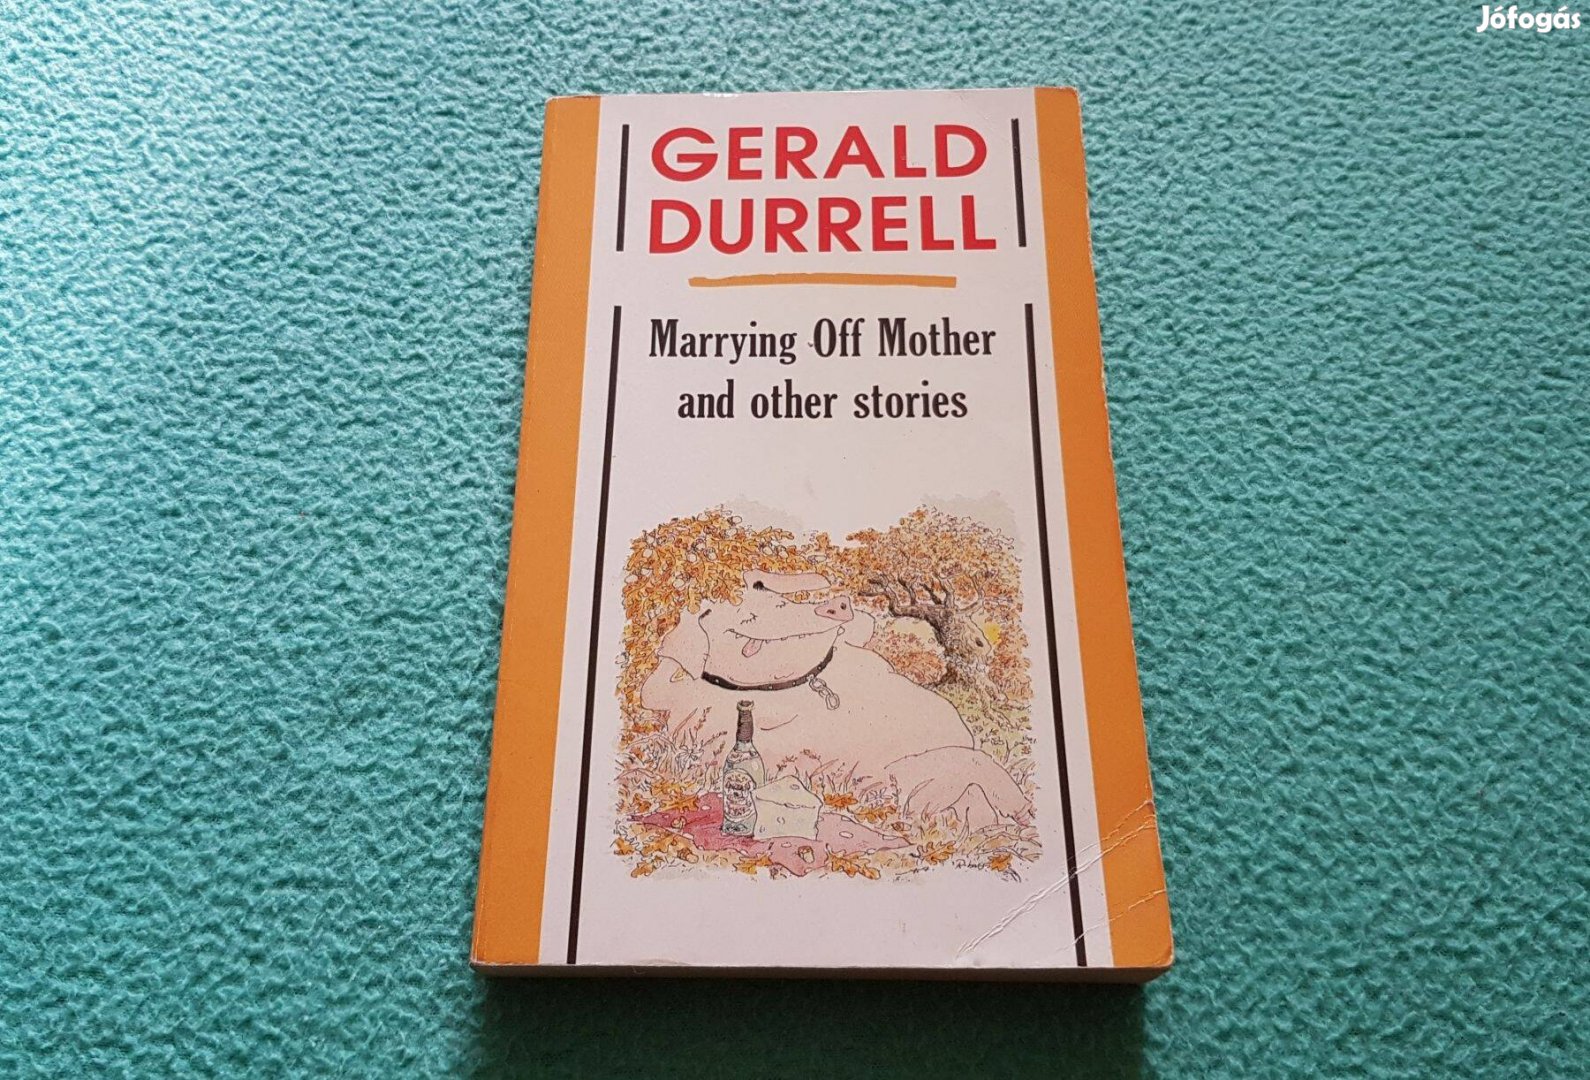 Jófogás
GERALD
DURRELL
Marrying Off Mother
and other stories